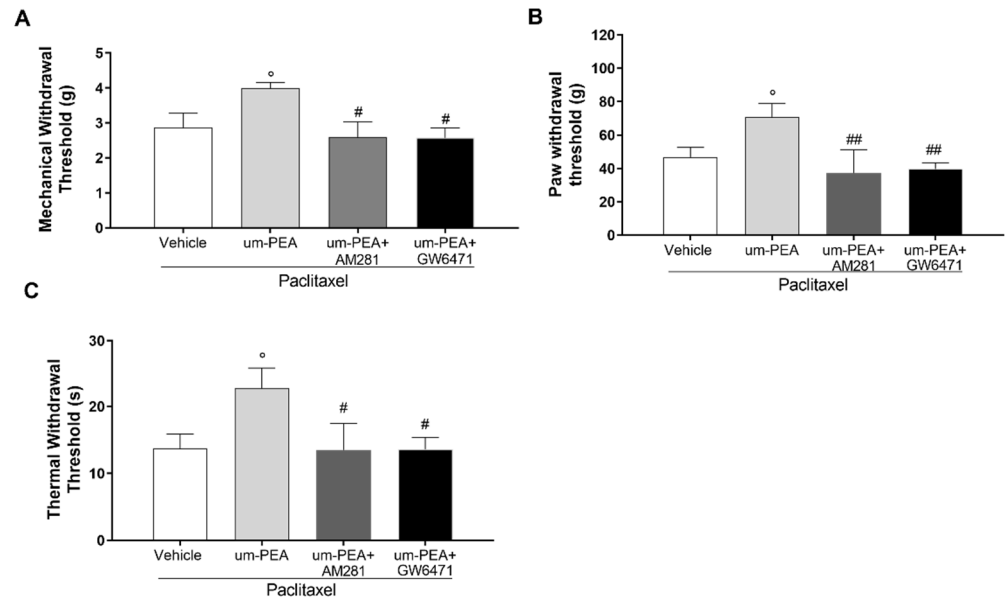 A
Mechanical Withdrawal
Threshold (g)
5
4
3
2
1
0
°
#
#
Vehicle
um-PEA
um-PEA+
AM281
um-PEA+
GW6471
Paclitaxel
B
Paw withdrawal
threshold (g)
120
100
80
60
40
20
0
°
##
##
Vehicle
um-PEA
um-PEA+
AM281
um-PEA+
GW6471
Paclitaxel
C
Thermal Withdrawal
Threshold (s)
30
20
10
0
°
#
#
Vehicle
um-PEA
um-PEA+
AM281
um-PEA+
GW6471
Paclitaxel